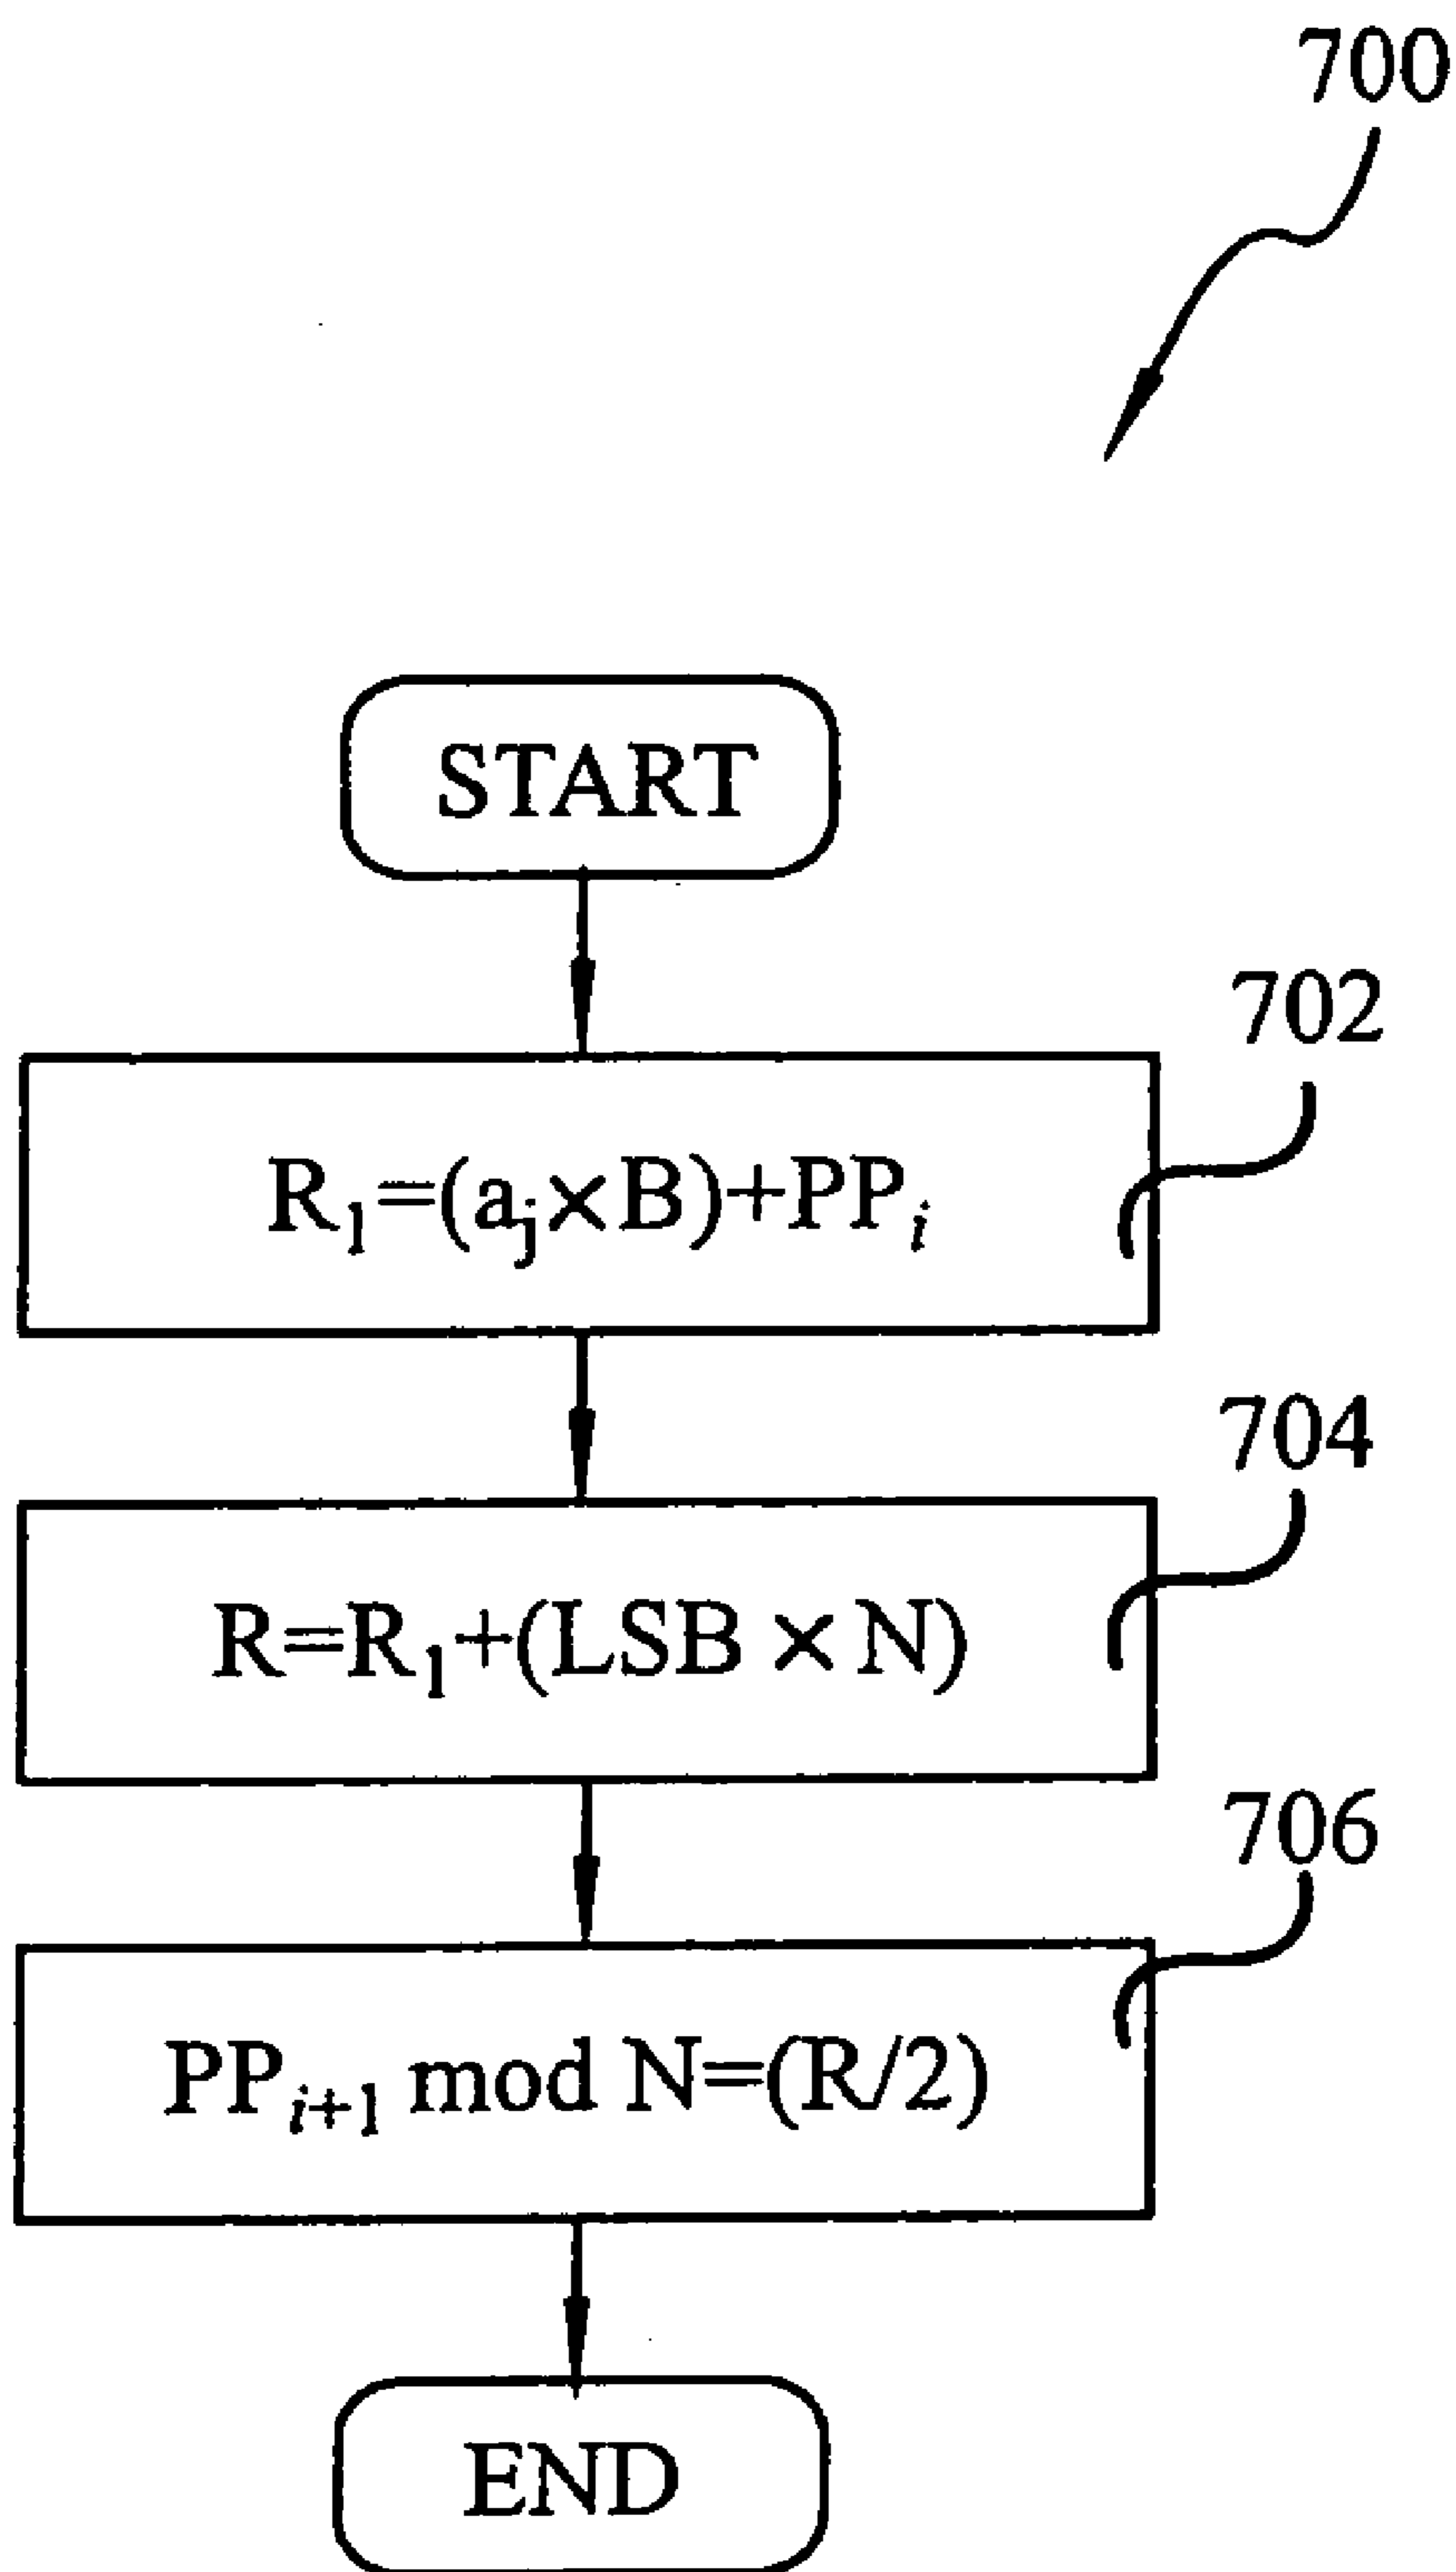 700
START
702
R₁=(aⱼ×B)+PPᵢ
704
R=R₁+(LSB × N)
706
PPᵢ₊₁ mod N=(R/2)
END